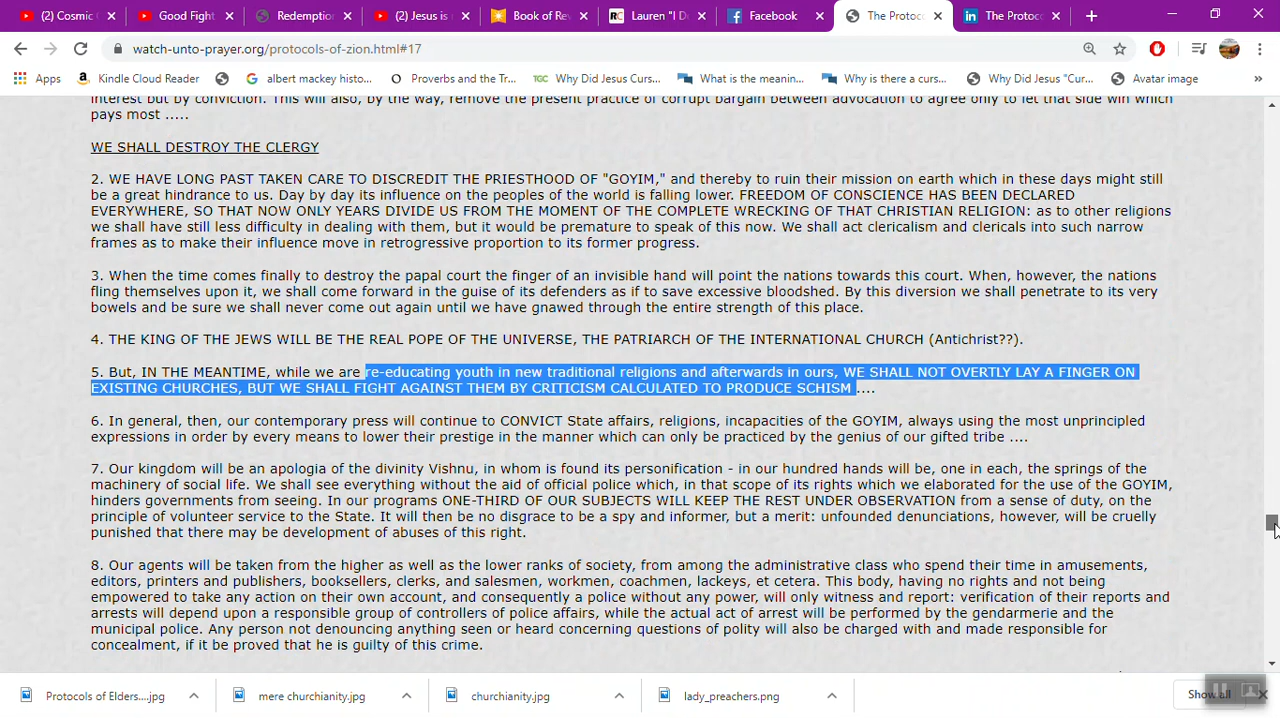 (2) Cosmic C
Good Fight
Redemption
(2) Jesus is
Book of Re
Lauren "I D
Facebook
The Protoc
The Protoc
watch-unto-prayer.org/protocols-of-zion.html#17
Apps
Kindle Cloud Reader
albert mackey histo...
Proverbs and the Tr...
TGC
Why Did Jesus Curs...
What is the meanin...
Why is there a curs...
Why Did Jesus "Cur...
Avatar image
interest but by conviction. This will also, by the way, remove the present practice of corrupt bargain between advocation to agree only to let that side win which
pays most .....
WE SHALL DESTROY THE CLERGY
2. WE HAVE LONG PAST TAKEN CARE TO DISCREDIT THE PRIESTHOOD OF "GOYIM," and thereby to ruin their mission on earth which in these days might still
be a great hindrance to us. Day by day its influence on the peoples of the world is falling lower. FREEDOM OF CONSCIENCE HAS BEEN DECLARED
EVERYWHERE, SO THAT NOW ONLY YEARS DIVIDE US FROM THE MOMENT OF THE COMPLETE WRECKING OF THAT CHRISTIAN RELIGION: as to other religions
we shall have still less difficulty in dealing with them, but it would be premature to speak of this now. We shall act clericalism and clericals into such narrow
frames as to make their influence move in retrogressive proportion to its former progress.
3. When the time comes finally to destroy the papal court the finger of an invisible hand will point the nations towards this court. When, however, the nations
fling themselves upon it, we shall come forward in the guise of its defenders as if to save excessive bloodshed. By this diversion we shall penetrate to its very
bowels and be sure we shall never come out again until we have gnawed through the entire strength of this place.
4. THE KING OF THE JEWS WILL BE THE REAL POPE OF THE UNIVERSE, THE PATRIARCH OF THE INTERNATIONAL CHURCH (Antichrist??).
5. But, IN THE MEANTIME, while we are re-educating youth in new traditional religions and afterwards in ours, WE SHALL NOT OVERTLY LAY A FINGER ON
EXISTING CHURCHES, BUT WE SHALL FIGHT AGAINST THEM BY CRITICISM CALCULATED TO PRODUCE SCHISM ....
6. In general, then, our contemporary press will continue to CONVICT State affairs, religions, incapacities of the GOYIM, always using the most unprincipled
expressions in order by every means to lower their prestige in the manner which can only be practiced by the genius of our gifted tribe ....
7. Our kingdom will be an apologia of the divinity Vishnu, in whom is found its personification - in our hundred hands will be, one in each, the springs of the
machinery of social life. We shall see everything without the aid of official police which, in that scope of its rights which we elaborated for the use of the GOYIM,
hinders governments from seeing. In our programs ONE-THIRD OF OUR SUBJECTS WILL KEEP THE REST UNDER OBSERVATION from a sense of duty, on the
principle of volunteer service to the State. It will then be no disgrace to be a spy and informer, but a merit: unfounded denunciations, however, will be cruelly
punished that there may be development of abuses of this right.
8. Our agents will be taken from the higher as well as the lower ranks of society, from among the administrative class who spend their time in amusements,
editors, printers and publishers, booksellers, clerks, and salesmen, workmen, coachmen, lackeys, et cetera. This body, having no rights and not being
empowered to take any action on their own account, and consequently a police without any power, will only witness and report: verification of their reports and
arrests will depend upon a responsible group of controllers of police affairs, while the actual act of arrest will be performed by the gendarmerie and the
municipal police. Any person not denouncing anything seen or heard concerning questions of polity will also be charged with and made responsible for
concealment, if it be proved that he is guilty of this crime.
Protocols of Elders....jpg
mere churchianity.jpg
churchianity.jpg
lady_preachers.png
Show all